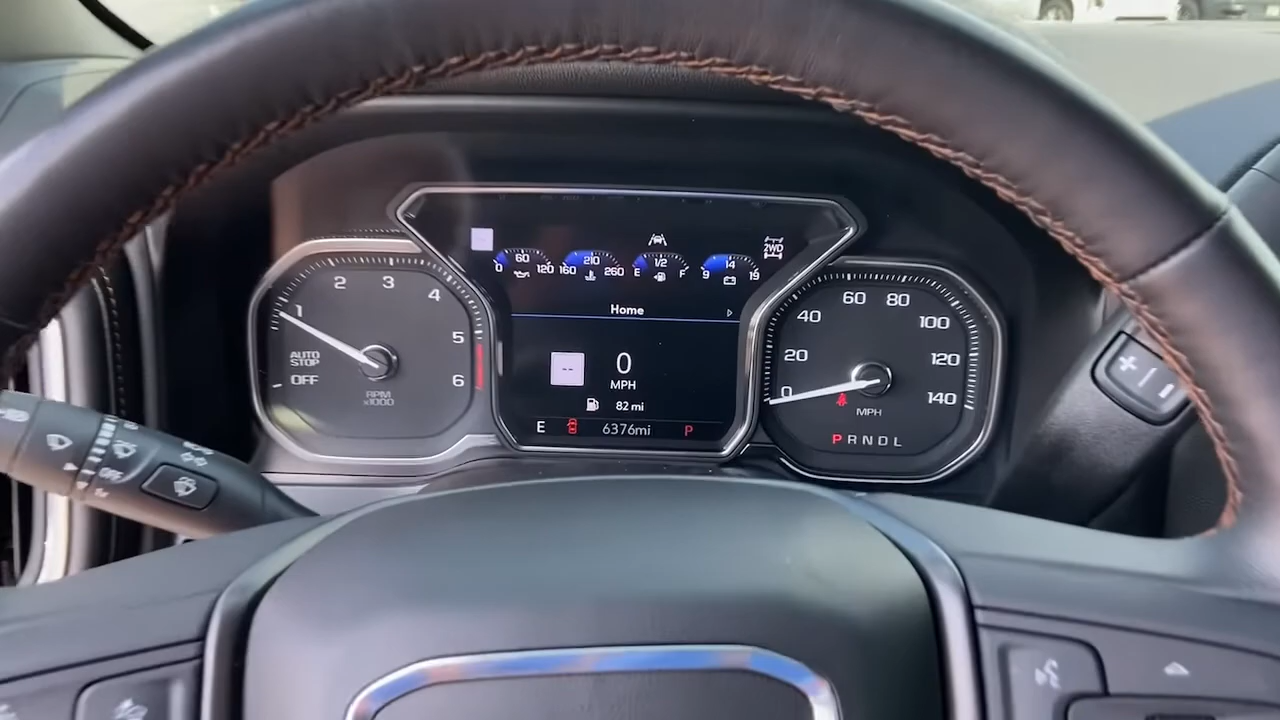 1 2 3 4 5 6
AUTO STOP
OFF
RPM
x1000
0 60 120
160 210 260
E 1/2 F
9 14 19
2WD
Home
--
0
MPH
82 mi
E 6376mi P
0 20 40 60 80 100 120 140
MPH
PRNDL